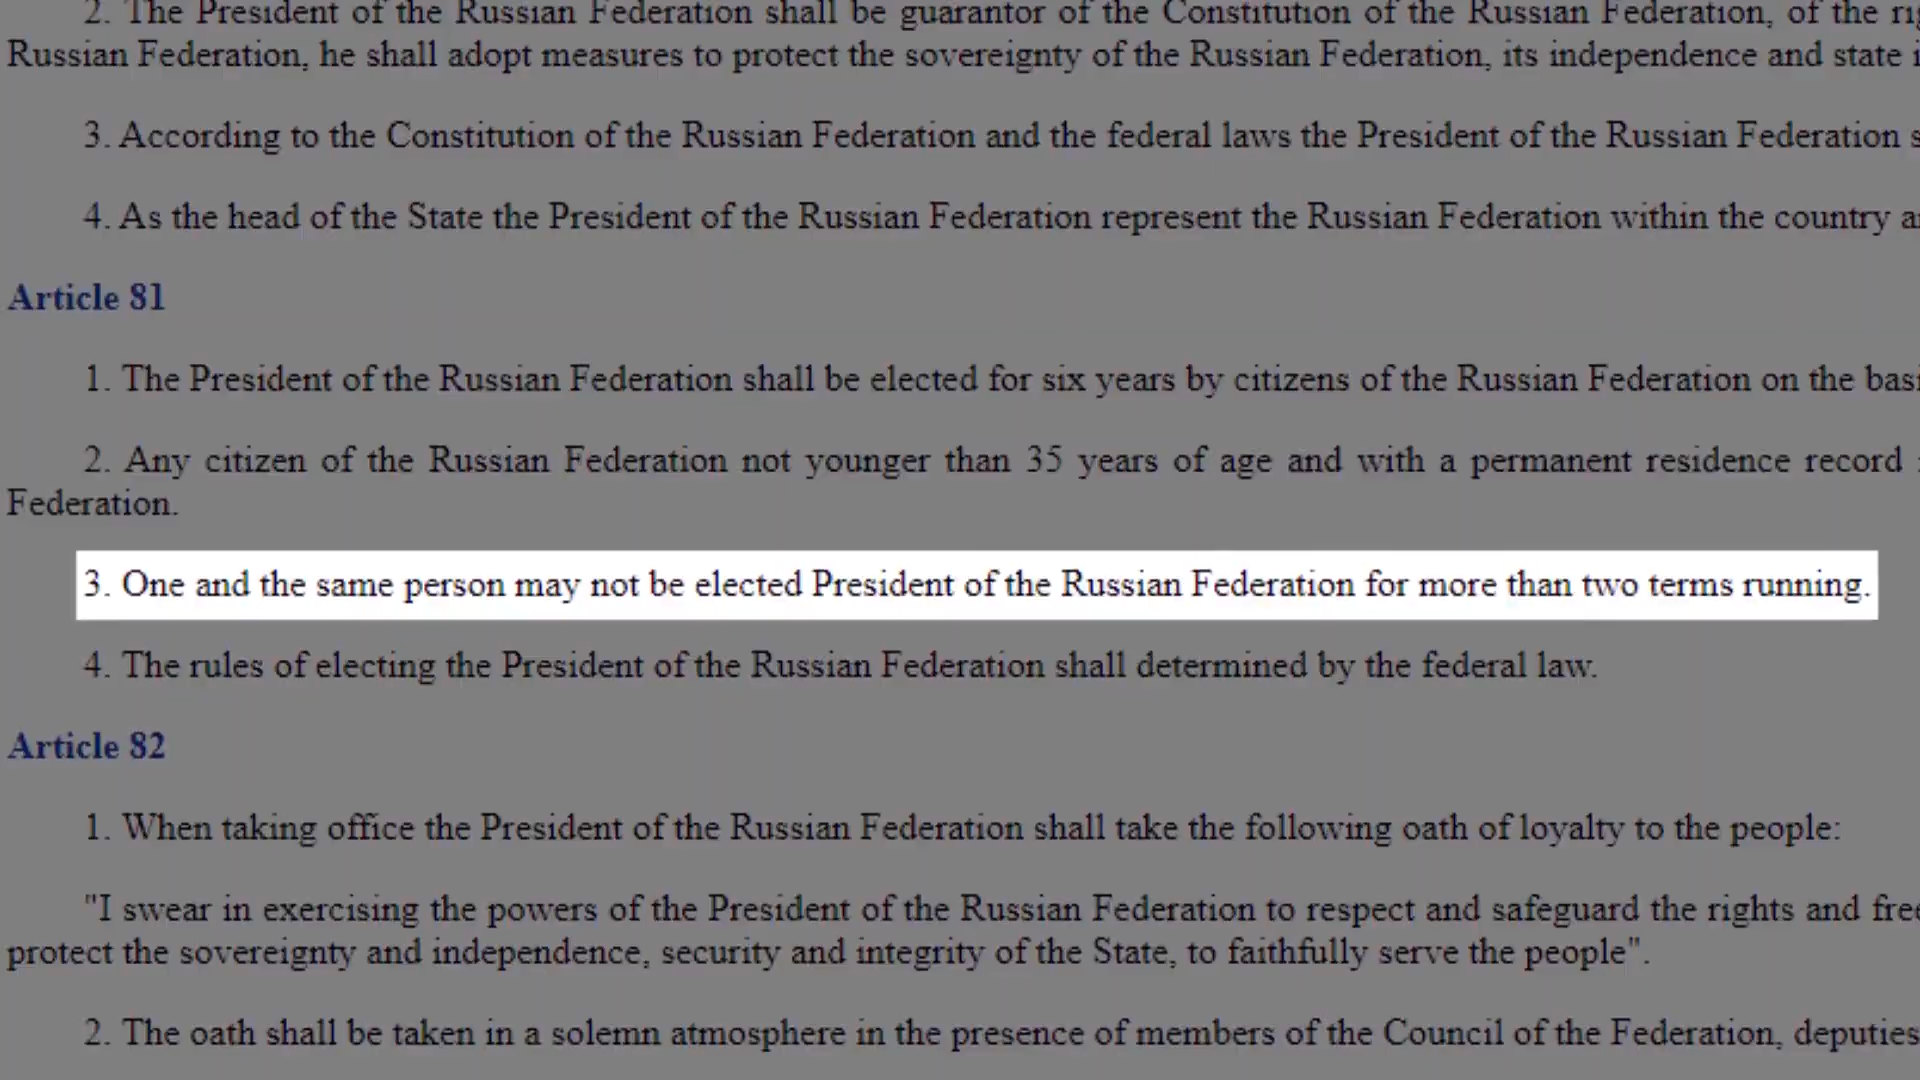 2. The President of the Russian Federation shall be guarantor of the Constitution of the Russian Federation, of the
Russian Federation, he shall adopt measures to protect the sovereignty of the Russian Federation, its independence and state
3. According to the Constitution of the Russian Federation and the federal laws the President of the Russian Federation
4. As the head of the State the President of the Russian Federation represent the Russian Federation within the country
Article 81
1. The President of the Russian Federation shall be elected for six years by citizens of the Russian Federation on the
2. Any citizen of the Russian Federation not younger than 35 years of age and with a permanent residence record
Federation.
3. One and the same person may not be elected President of the Russian Federation for more than two terms running.
4. The rules of electing the President of the Russian Federation shall determined by the federal law.
Article 82
1. When taking office the President of the Russian Federation shall take the following oath of loyalty to the people:
"I swear in exercising the powers of the President of the Russian Federation to respect and safeguard the rights and
protect the sovereignty and independence, security and integrity of the State, to faithfully serve the people".
2. The oath shall be taken in a solemn atmosphere in the presence of members of the Council of the Federation, deputies